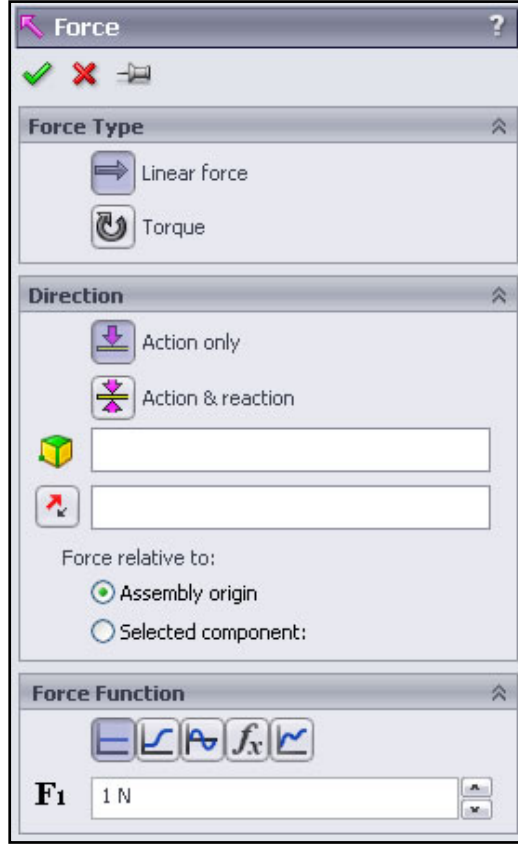 Force ?
Force Type
Linear force
Torque
Direction
Action only
Action & reaction
Force relative to:
Assembly origin
Selected component:
Force Function
fx
F1 1 N